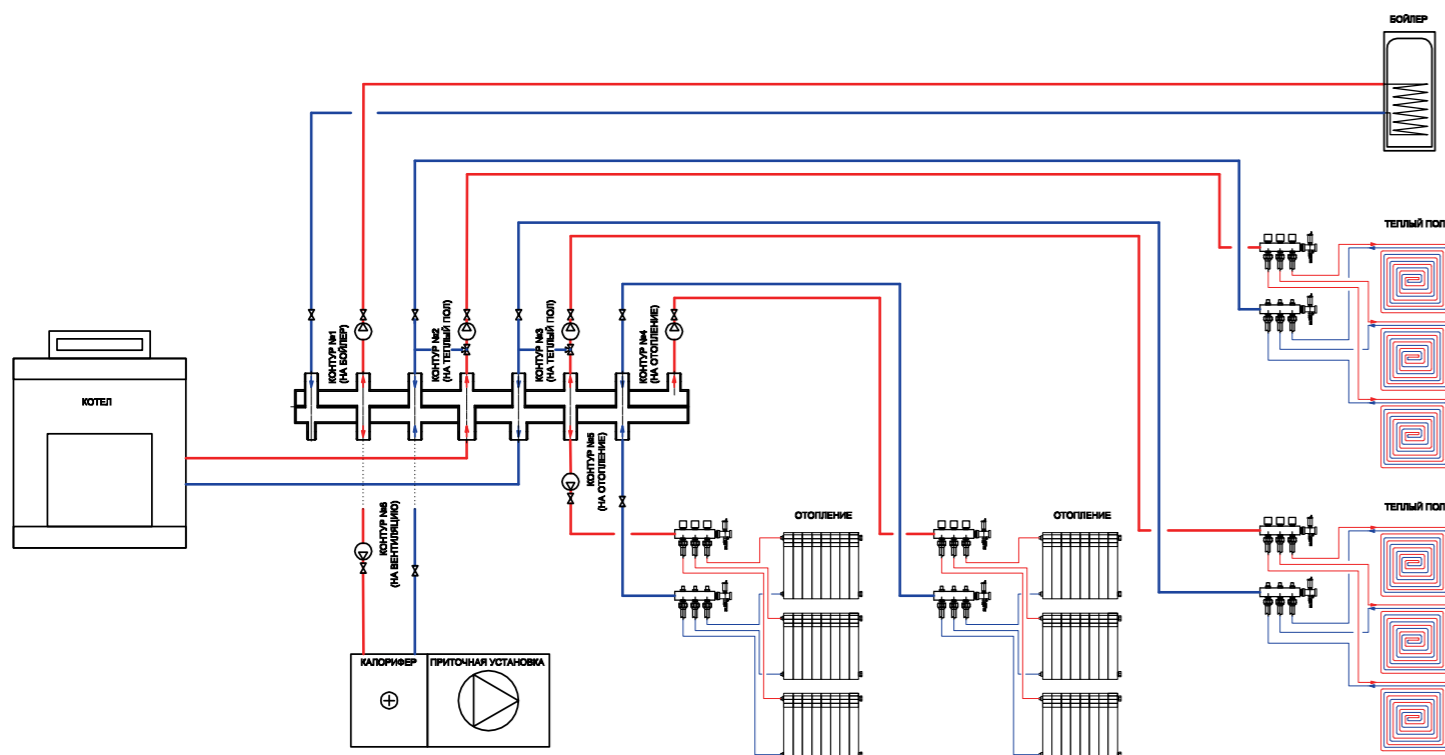 БОЙЛЕР
ТЕПЛЫЙ ПОЛ
КОНТУР №1
(НА БОЙЛЕР)
КОНТУР №2
(НА ТЕПЛЫЙ ПОЛ)
КОНТУР №3
(НА ТЕПЛЫЙ ПОЛ)
КОНТУР №4
(НА ОТОПЛЕНИЕ)
КОТЕЛ
КОНТУР №5
(НА ОТОПЛЕНИЕ)
КОНТУР №6
(НА ВЕНТИЛЯЦИЮ)
ОТОПЛЕНИЕ
ОТОПЛЕНИЕ
ТЕПЛЫЙ ПОЛ
КАЛОРИФЕР
ПРИТОЧНАЯ УСТАНОВКА